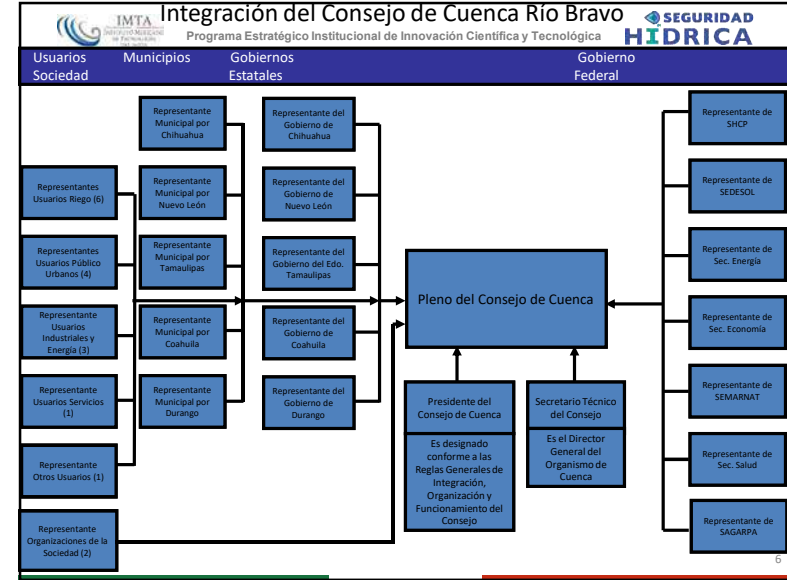 Integración del Consejo de Cuenca Río Bravo
IMTA
Programa Estratégico Institucional de Innovación Científica y Tecnológica
SEGURIDAD
HÍDRICA
Usuarios
Sociedad
Municipios
Gobiernos
Estatales
Gobierno
Federal
Representantes
Usuarios Riego (6)
Representantes
Usuarios Público
Urbanos (4)
Representante
Usuarios
Industriales y
Energía (3)
Representante
Usuarios Servicios
(1)
Representante
Otros Usuarios (1)
Representante
Organizaciones de la
Sociedad (2)
Representante
Municipal por
Chihuahua
Representante
Municipal por
Nuevo León
Representante
Municipal por
Tamaulipas
Representante
Municipal por
Coahuila
Representante
Municipal por
Durango
Representante del
Gobierno de
Chihuahua
Representante del
Gobierno de
Nuevo León
Representante del
Gobierno del Edo.
Tamaulipas
Representante del
Gobierno de
Coahuila
Representante del
Gobierno de
Durango
Pleno del Consejo de Cuenca
Presidente del
Consejo de Cuenca
Es designado
conforme a las
Reglas Generales de
Integración,
Organización y
Funcionamiento del
Consejo
Secretario Técnico
del Consejo
Es el Director
General del
Organismo de
Cuenca
Representante de
SHCP
Representante de
SEDESOL
Representante de
Sec. Energía
Representante de
Sec. Economía
Representante de
SEMARNAT
Representante de
Sec. Salud
Representante de
SAGARPA
6